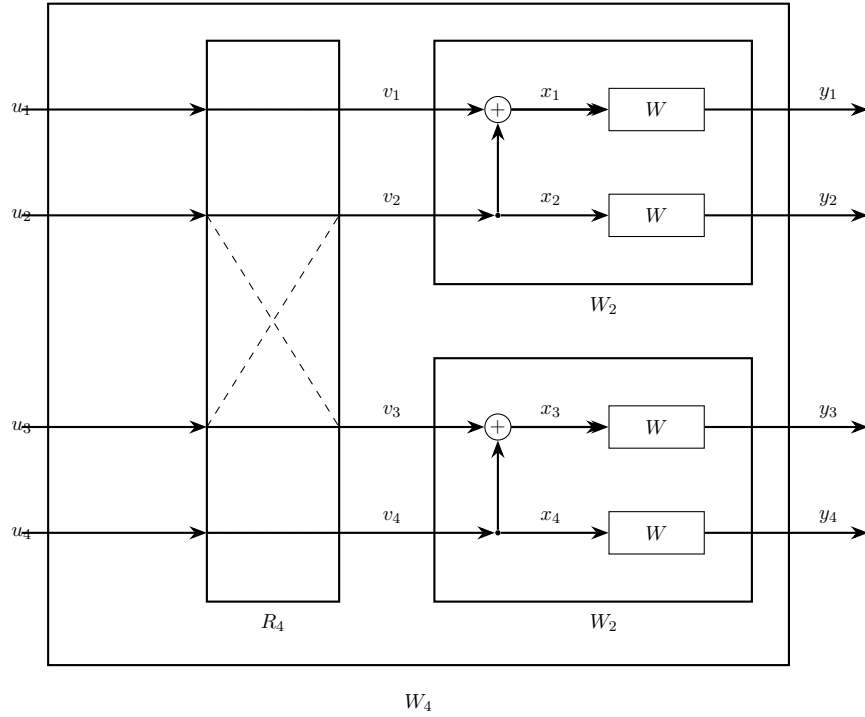 u₁ v₁ + x₁ W y₁
u₂ v₂ x₂ W y₂
W₂
u₃ v₃ + x₃ W y₃
u₄ v₄ x₄ W y₄
R₄ W₂
W₄